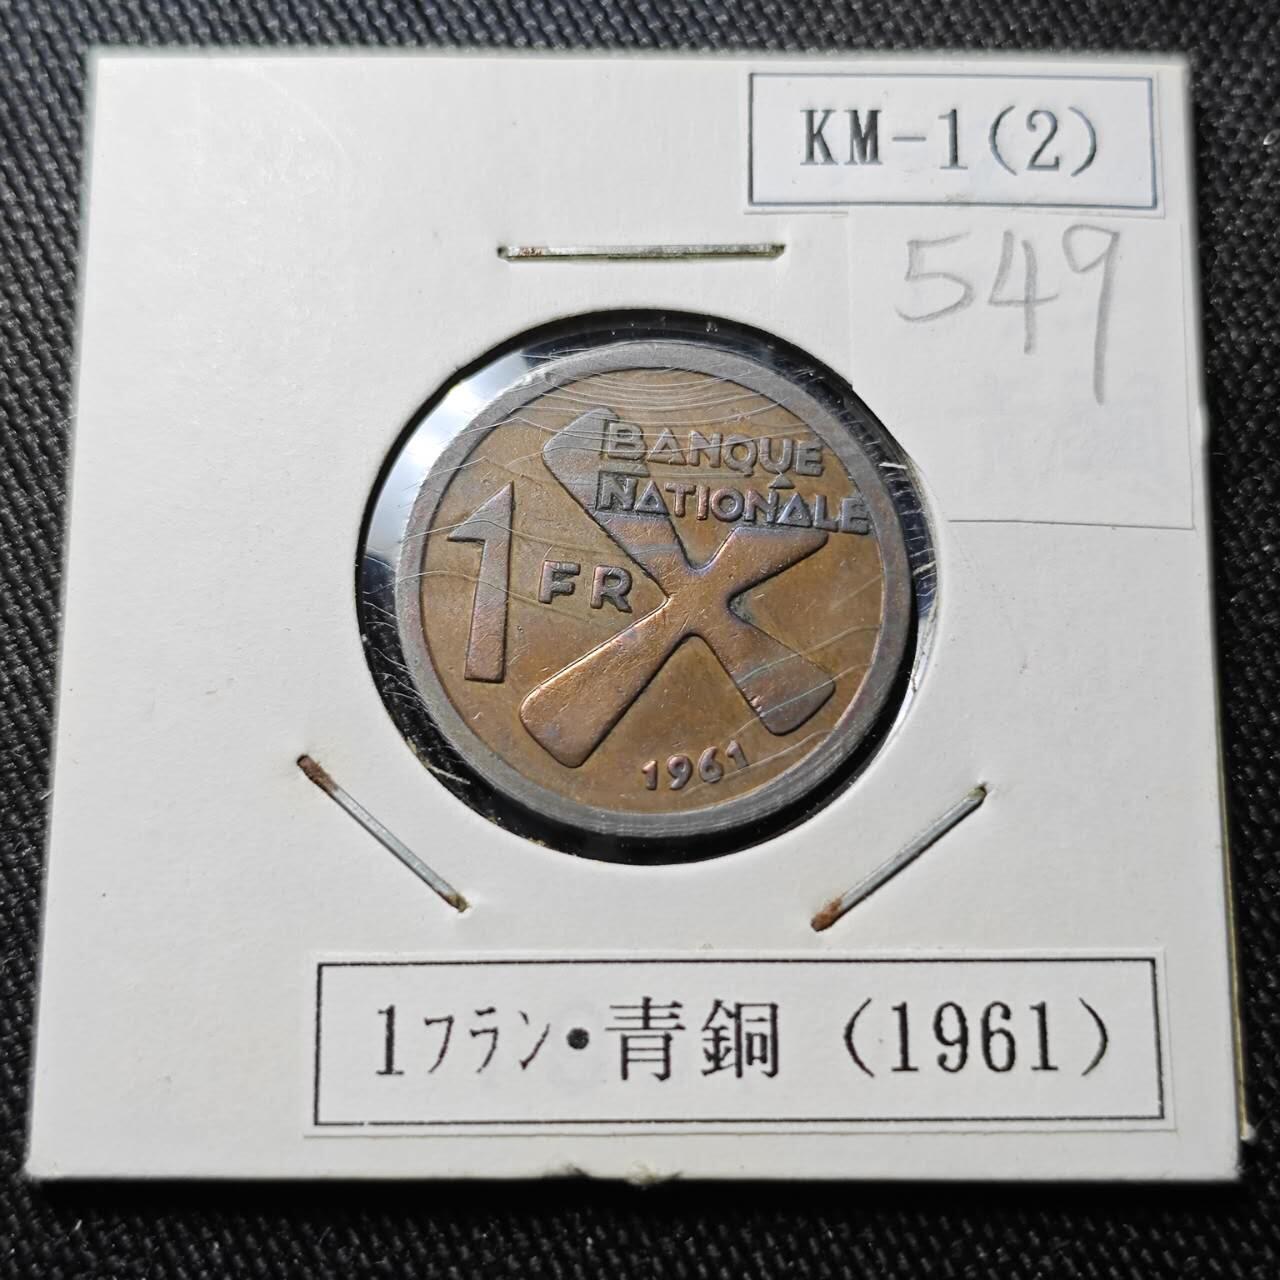 KM-1(2)
549
BANQUE
NATIONALE
1 FR
1961
1ﾌﾗﾝ•青銅 (1961)